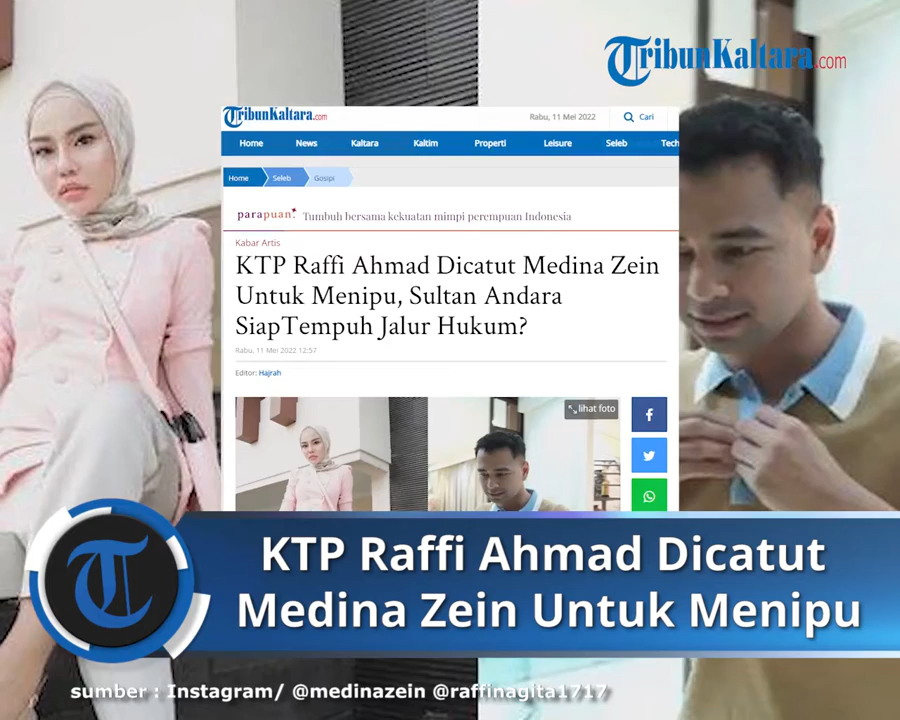 TribunKaltara.com
TribunKaltara.com
Rabu, 11 Mei 2022
Cari
Home News Kaltara Kaltim Properti Leisure Seleb Tech
Home Seleb Gosipi
parapuan. Tumbuh bersama kekuatan mimpi perempuan Indonesia
Kabar Artis
KTP Raffi Ahmad Dicatut Medina Zein
Untuk Menipu, Sultan Andara
SiapTempuh Jalur Hukum?
Rabu, 11 Mei 2022 12:57
Editor: Hajrah
lihat foto
KTP Raffi Ahmad Dicatut
Medina Zein Untuk Menipu
sumber : Instagram/ @medinazein @raffinagita1717